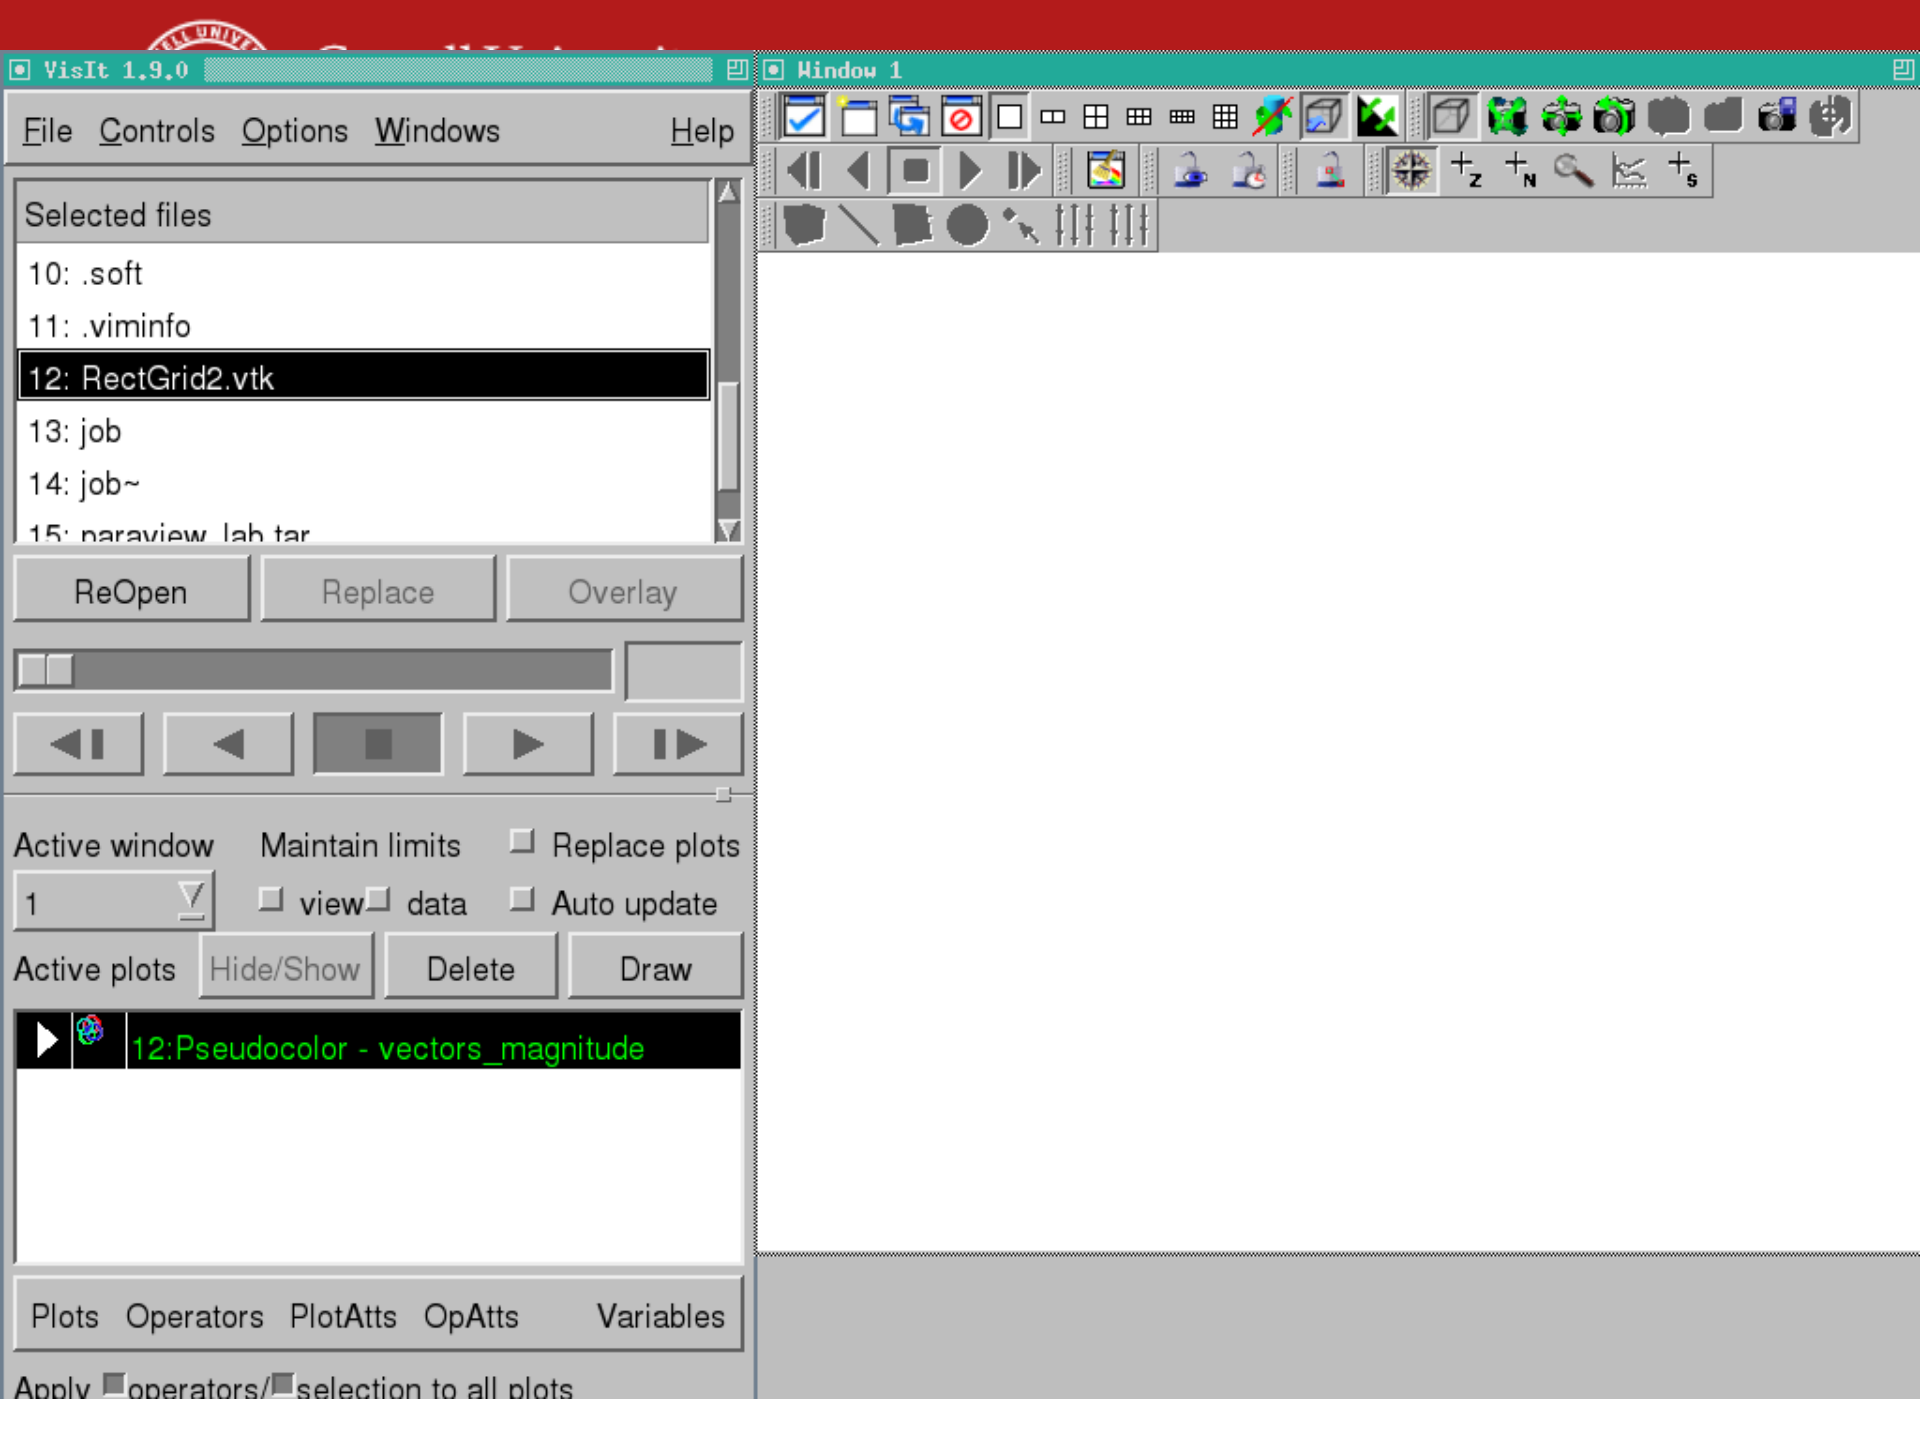 VisIt 1.9.0
Window 1
File Controls Options Windows Help
Selected files
10: .soft
11: .viminfo
12: RectGrid2.vtk
13: job
14: job~
15: paraview_lab.tar
ReOpen Replace Overlay
Active window Maintain limits Replace plots
1 view data Auto update
Active plots Hide/Show Delete Draw
12:Pseudocolor - vectors_magnitude
Plots Operators PlotAtts OpAtts Variables
Apply operators/ selection to all plots